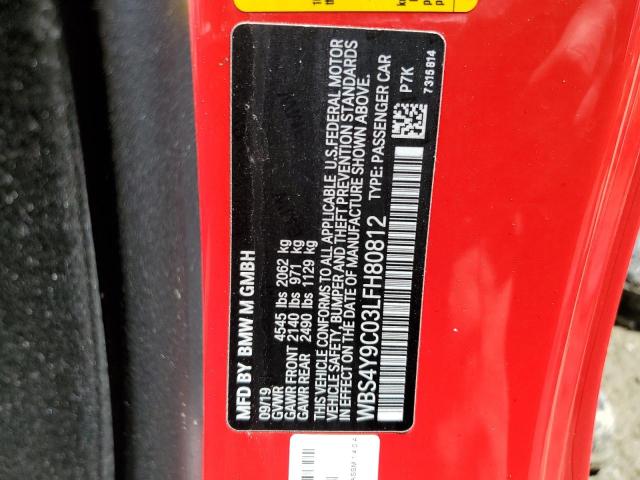 MFD BY BMW M GMBH
09/19
GVWR 4545 lbs 2062 kg
GAWR FRONT 2140 lbs 971 kg
GAWR REAR 2490 lbs 1129 kg
THIS VEHICLE CONFORMS TO ALL APPLICABLE U.S. FEDERAL MOTOR
VEHICLE SAFETY, BUMPER AND THEFT PREVENTION STANDARDS
IN EFFECT ON THE DATE OF MANUFACTURE SHOWN ABOVE.
WBS4Y9C03LFH80812 TYPE: PASSENGER CAR
P7K
7 315 814